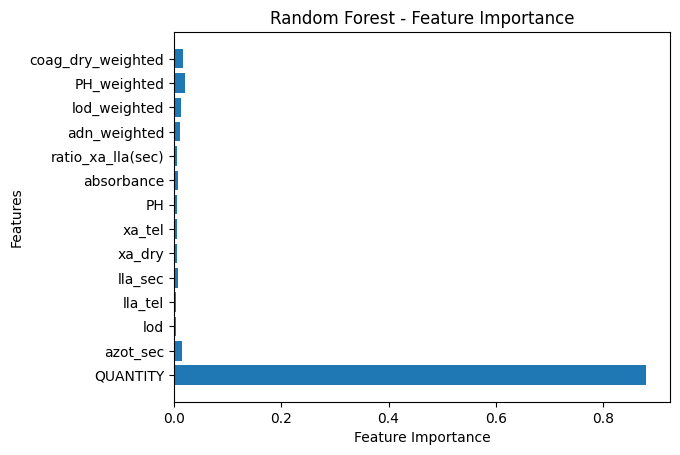 Random Forest - Feature Importance
coag_dry_weighted
PH_weighted
lod_weighted
adn_weighted
ratio_xa_lla(sec)
absorbance
PH
xa_tel
xa_dry
lla_sec
lla_tel
lod
azot_sec
QUANTITY
Features
0.0 0.2 0.4 0.6 0.8
Feature Importance